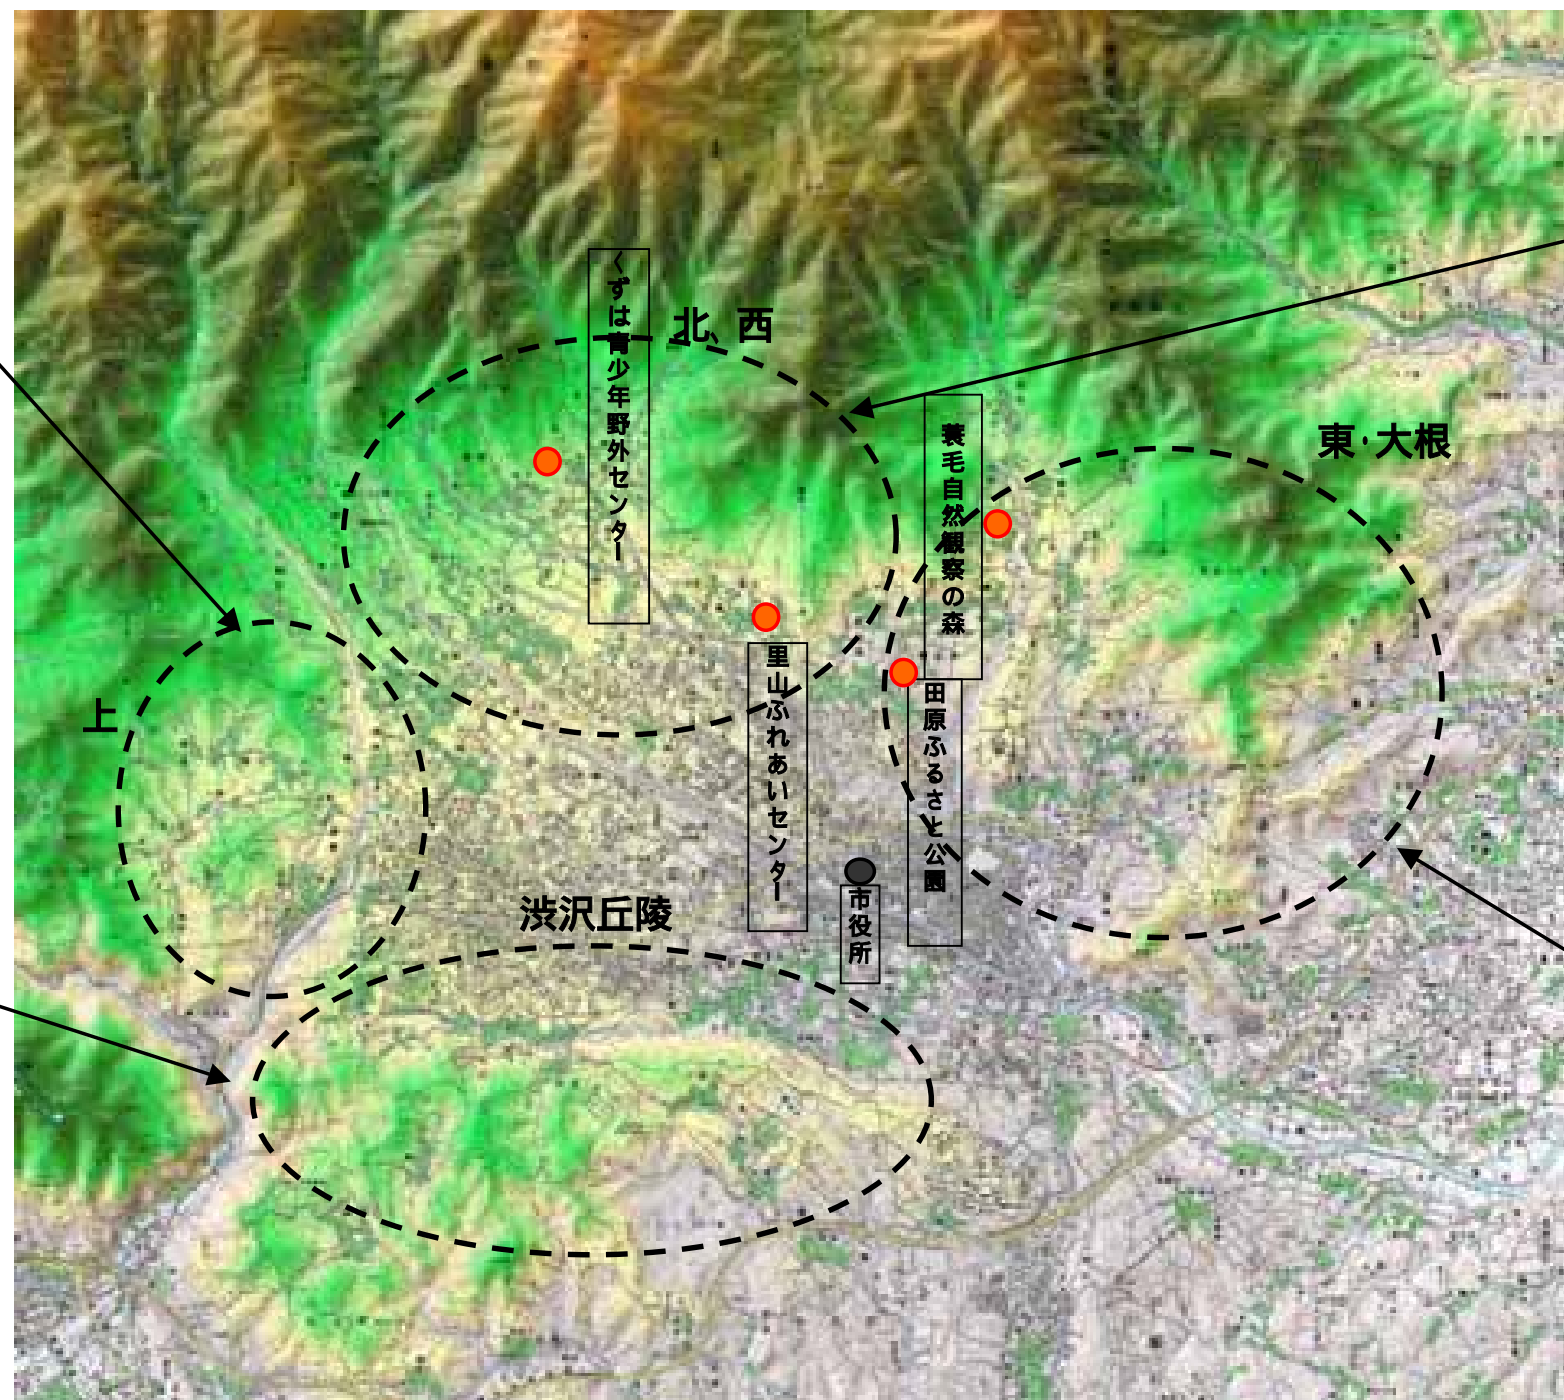 くずは青少年野外センター
北、西
蓑毛自然観察の森
東・大根
里山ふれあいセンター
田原ふるさと公園
上
渋沢丘陵
市役所